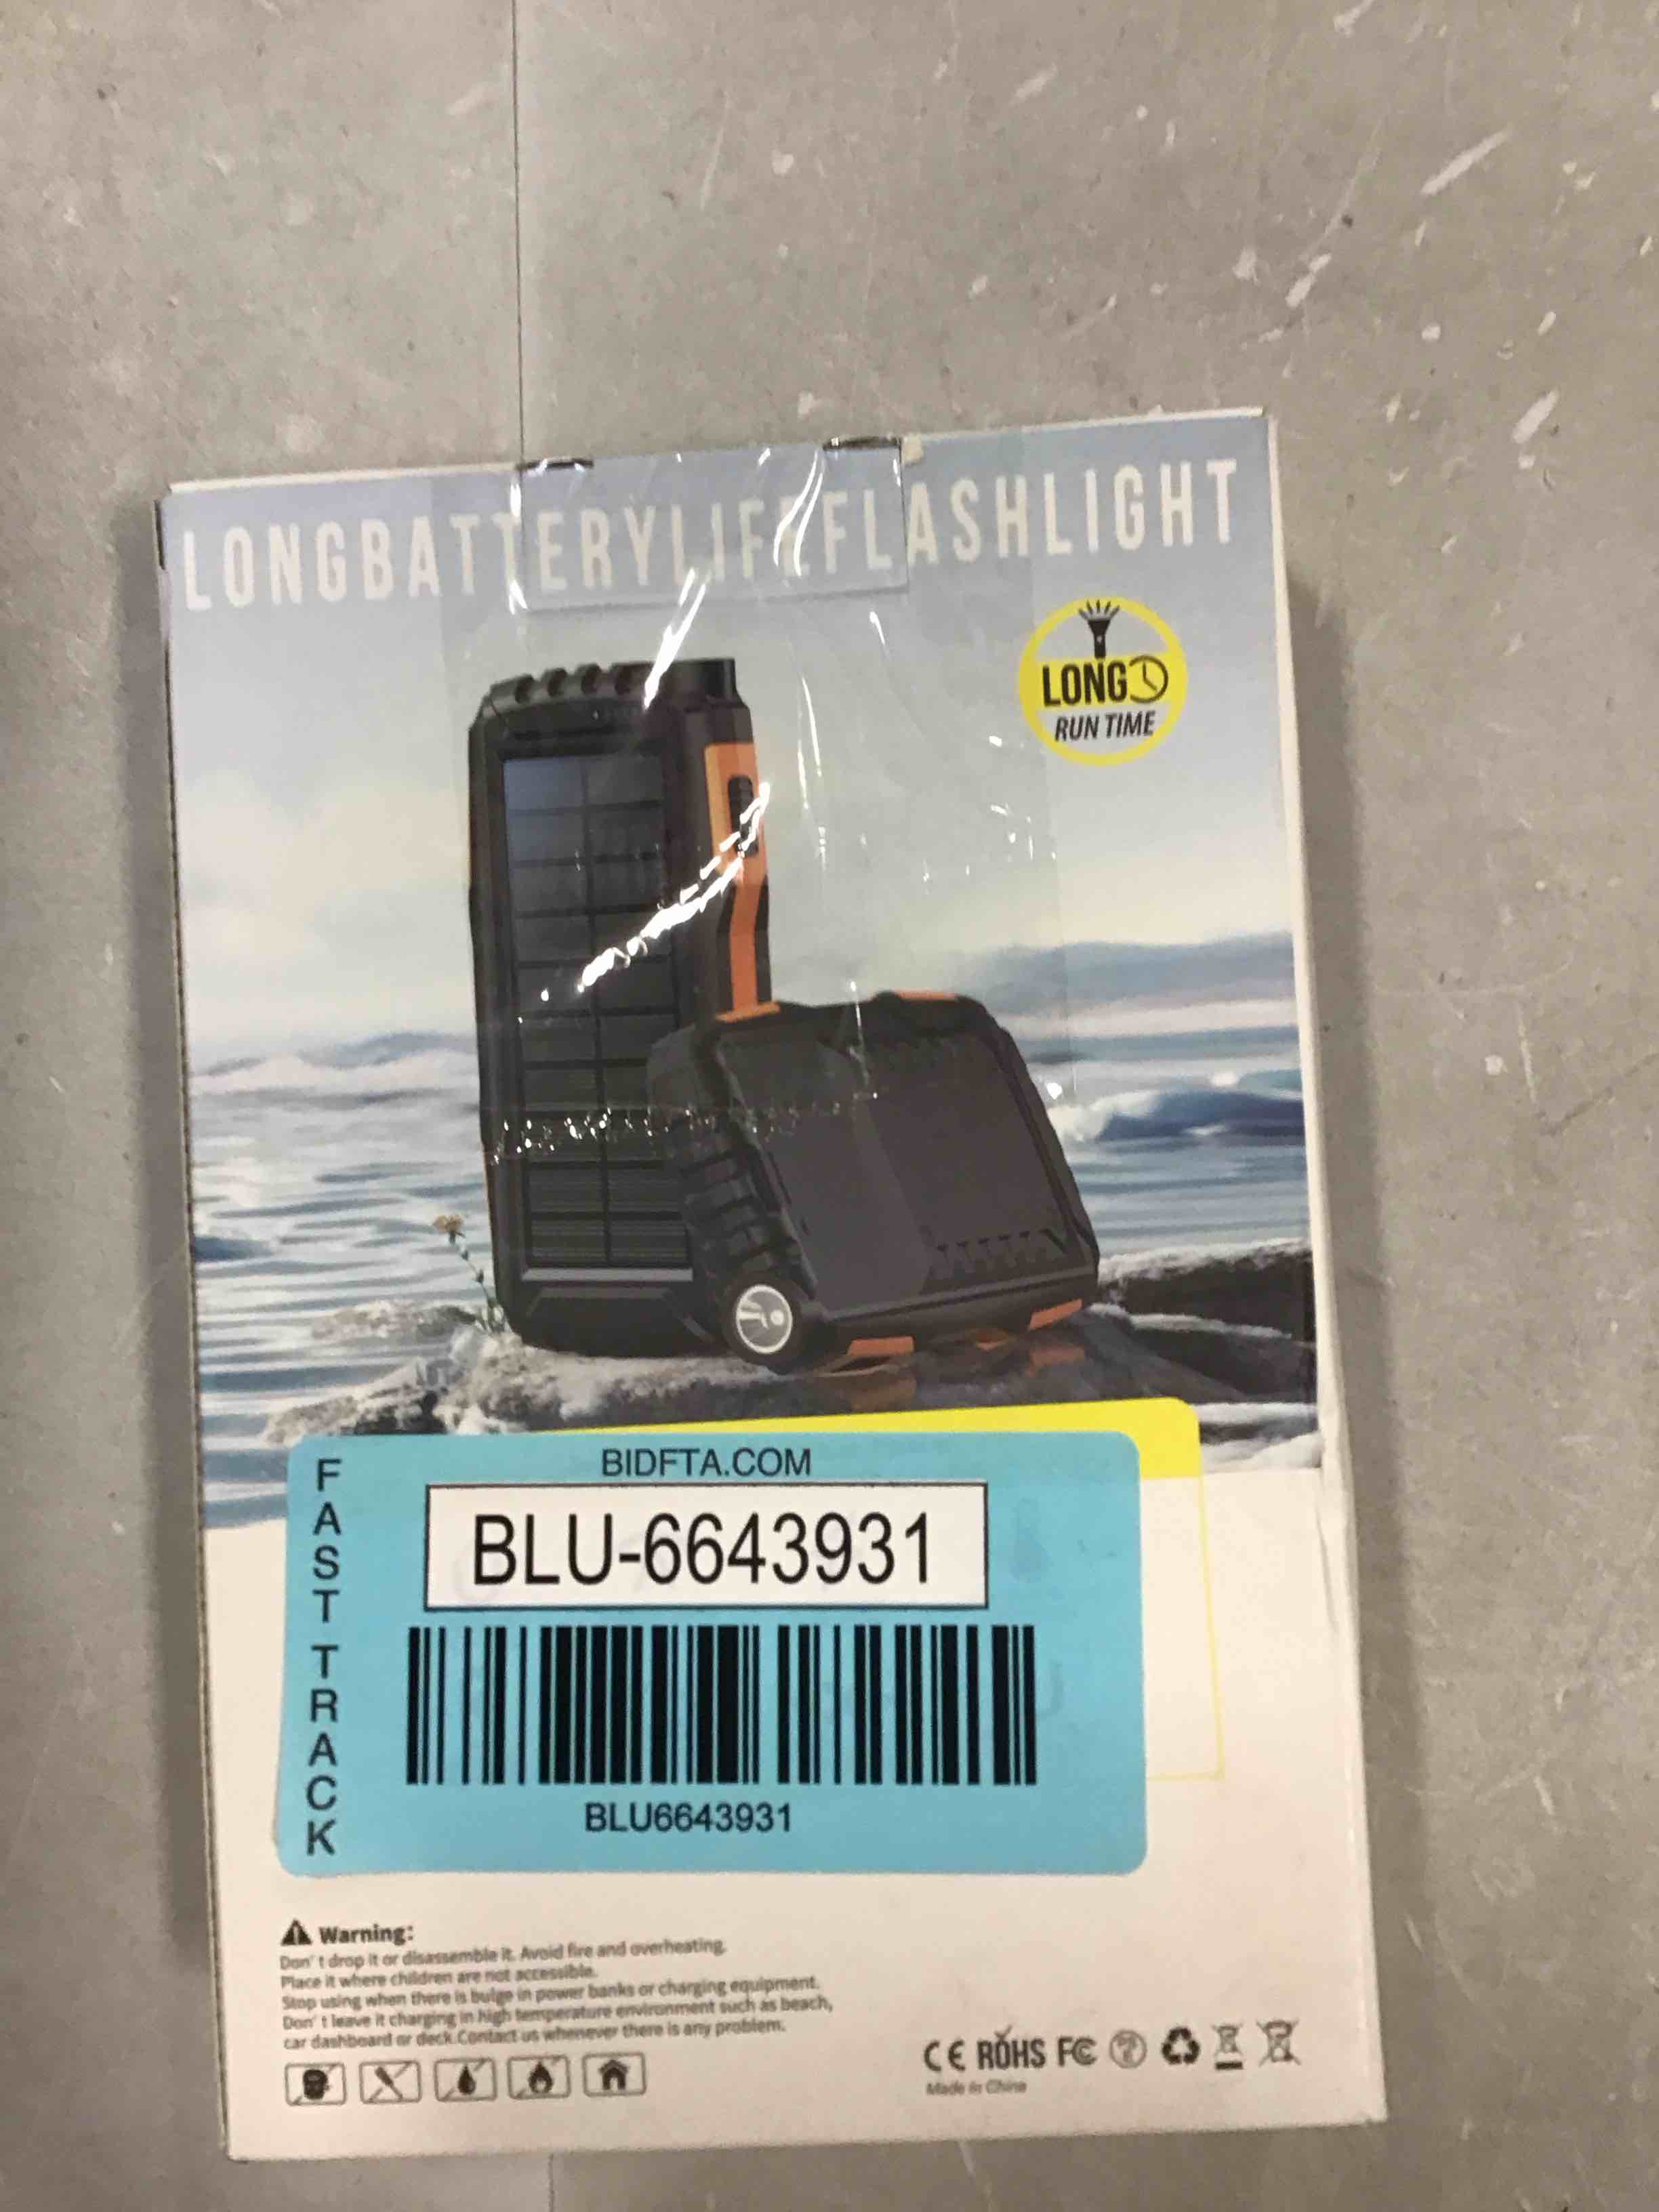 LONGBATTERYLIFEFLASHLIGHT
LONG
RUN TIME
FAST TRACK
BIDFTA.COM
BLU-6643931
BLU6643931
Warning:
Don't drop it or disassemble it. Avoid fire and overheating.
Place it where children are not accessible.
Stop using when there is bulge in power banks or charging equipment.
Don't leave it charging in high temperature environment such as beach,
car dashboard or deck.Contact us whenever there is any problem.
CE ROHS FC
Made in China